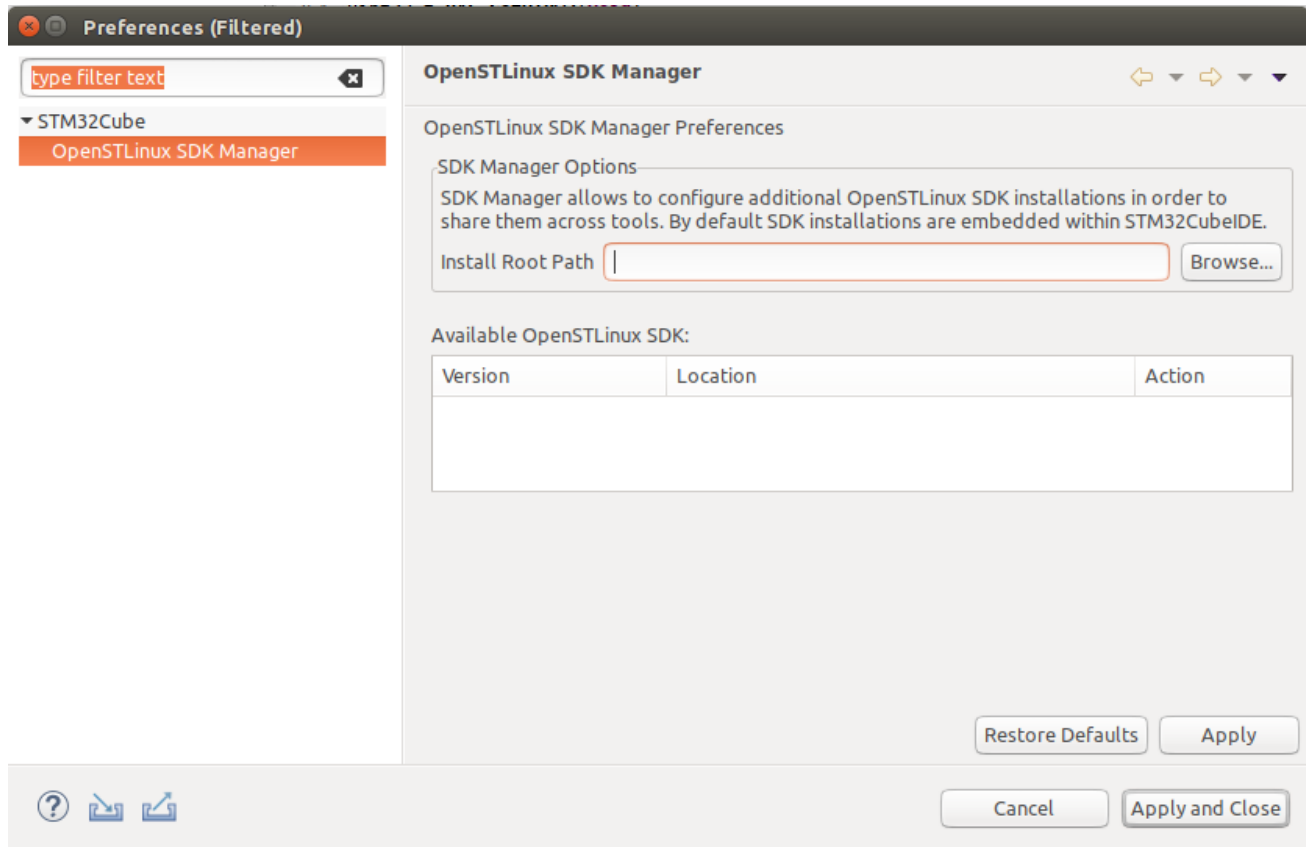 Preferences (Filtered)
type filter text
STM32Cube
OpenSTLinux SDK Manager
OpenSTLinux SDK Manager
OpenSTLinux SDK Manager Preferences
SDK Manager Options
SDK Manager allows to configure additional OpenSTLinux SDK installations in order to
share them across tools. By default SDK installations are embedded within STM32CubeIDE.
Install Root Path
Browse...
Available OpenSTLinux SDK:
Version Location Action
Restore Defaults Apply
Cancel Apply and Close